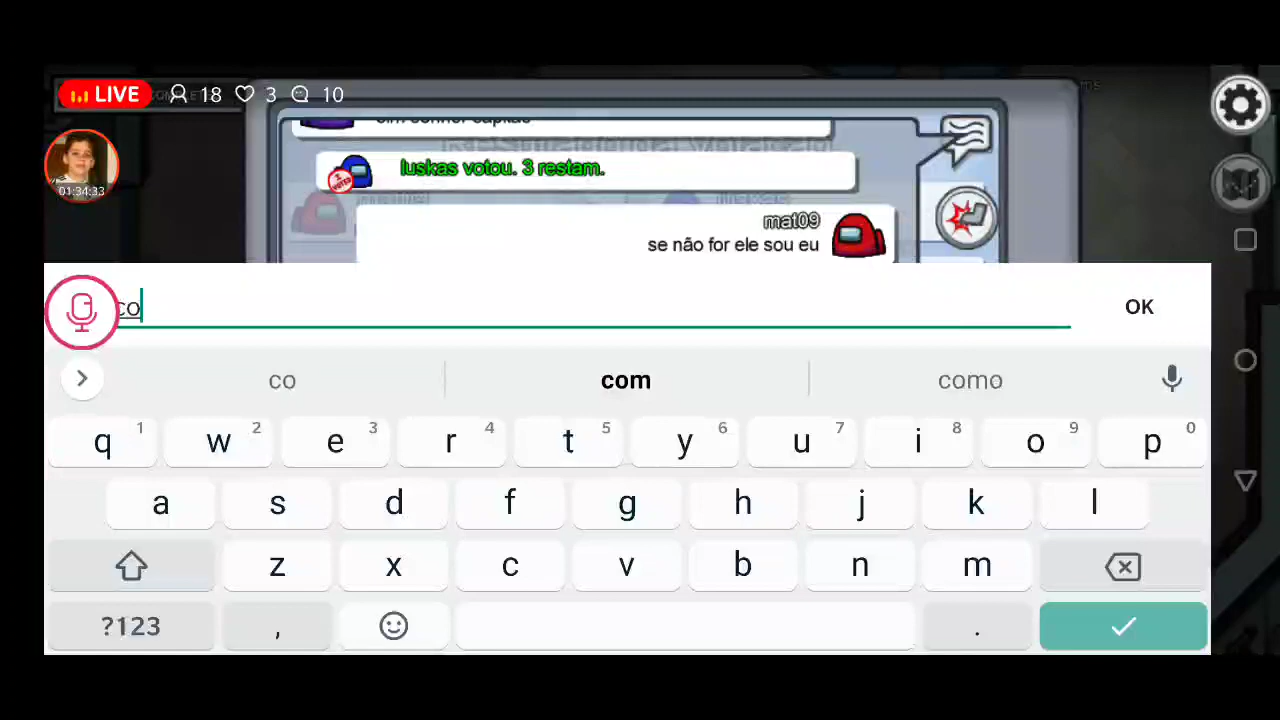 LIVE 18 3 10
01:34:33
luskas votou. 3 restam.
mat09
se não for ele sou eu
co
OK
co com como
q 1 w 2 e 3 r 4 t 5 y 6 u 7 i 8 o 9 p 0
a s d f g h j k l
z x c v b n m
?123 , .